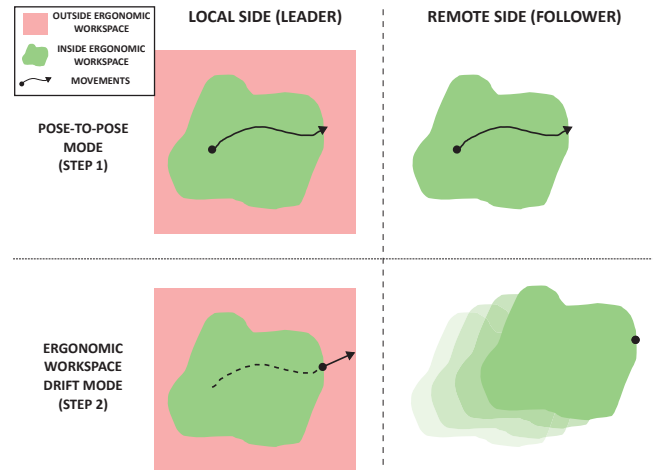 OUTSIDE ERGONOMIC
WORKSPACE
INSIDE ERGONOMIC
WORKSPACE
MOVEMENTS
LOCAL SIDE (LEADER)
REMOTE SIDE (FOLLOWER)
POSE-TO-POSE
MODE
(STEP 1)
ERGONOMIC
WORKSPACE
DRIFT MODE
(STEP 2)